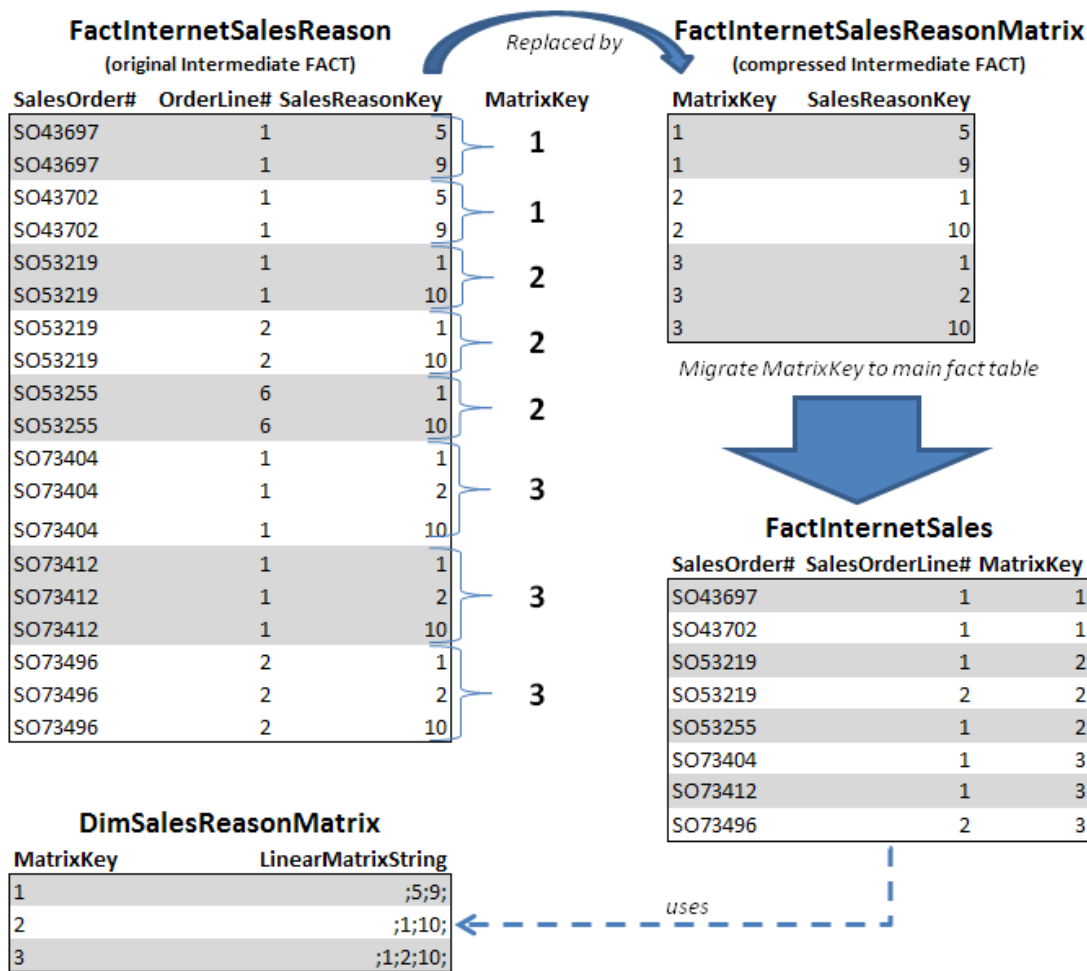 FactInternetSalesReason
(original Intermediate FACT)
Replaced by
FactInternetSalesReasonMatrix
(compressed Intermediate FACT)
SalesOrder# OrderLine# SalesReasonKey MatrixKey
SO43697 1 5
SO43697 1 9
1
SO43702 1 5
SO43702 1 9
1
SO53219 1 1
SO53219 1 10
2
SO53219 2 1
SO53219 2 10
2
SO53255 6 1
SO53255 6 10
2
SO73404 1 1
SO73404 1 2
SO73404 1 10
3
SO73412 1 1
SO73412 1 2
SO73412 1 10
3
SO73496 2 1
SO73496 2 2
SO73496 2 10
3
MatrixKey SalesReasonKey
1 5
1 9
2 1
2 10
3 1
3 2
3 10
Migrate MatrixKey to main fact table
FactInternetSales
SalesOrder# SalesOrderLine# MatrixKey
SO43697 1 1
SO43702 1 1
SO53219 1 2
SO53219 2 2
SO53255 1 2
SO73404 1 3
SO73412 1 3
SO73496 2 3
DimSalesReasonMatrix
MatrixKey LinearMatrixString
1 ;5;9;
2 ;1;10;
3 ;1;2;10;
uses